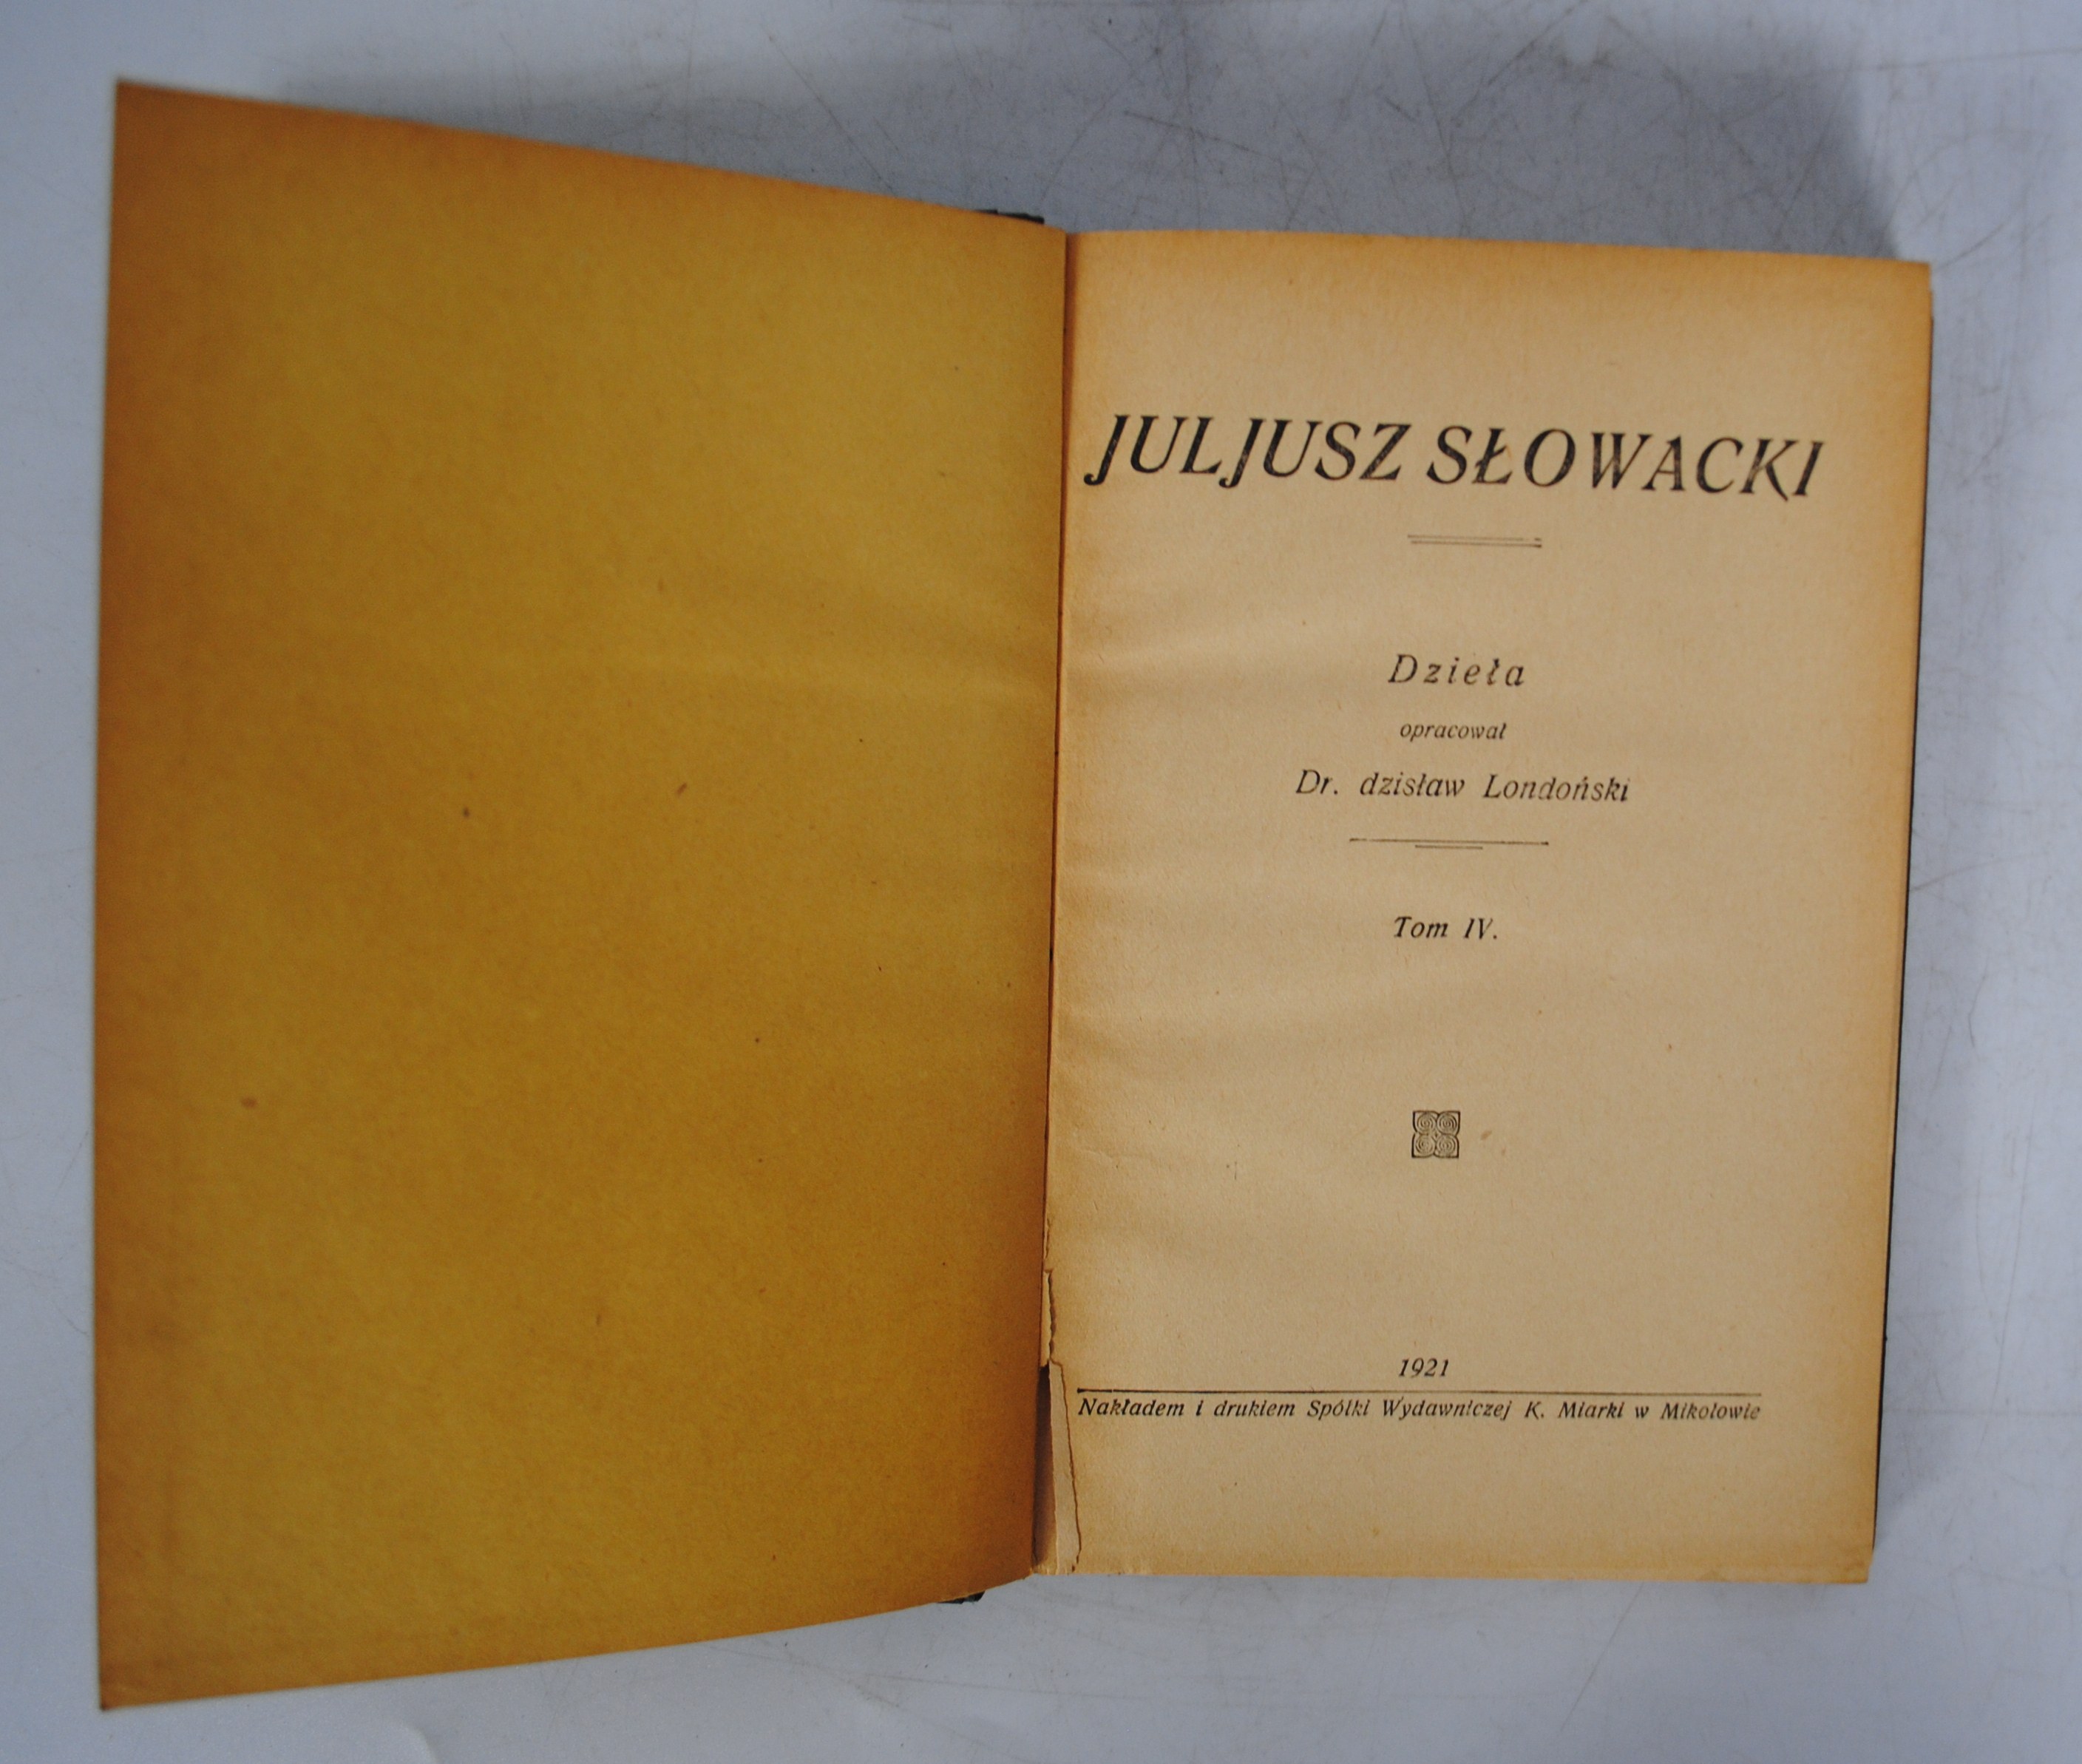 JULJUSZ SŁOWACKI
Dzieła
opracował
Dr. dzisław Londoński
Tom IV.
1921
Nakładem i drukiem Spółki Wydawniczej K. Miarki w Mikołowie